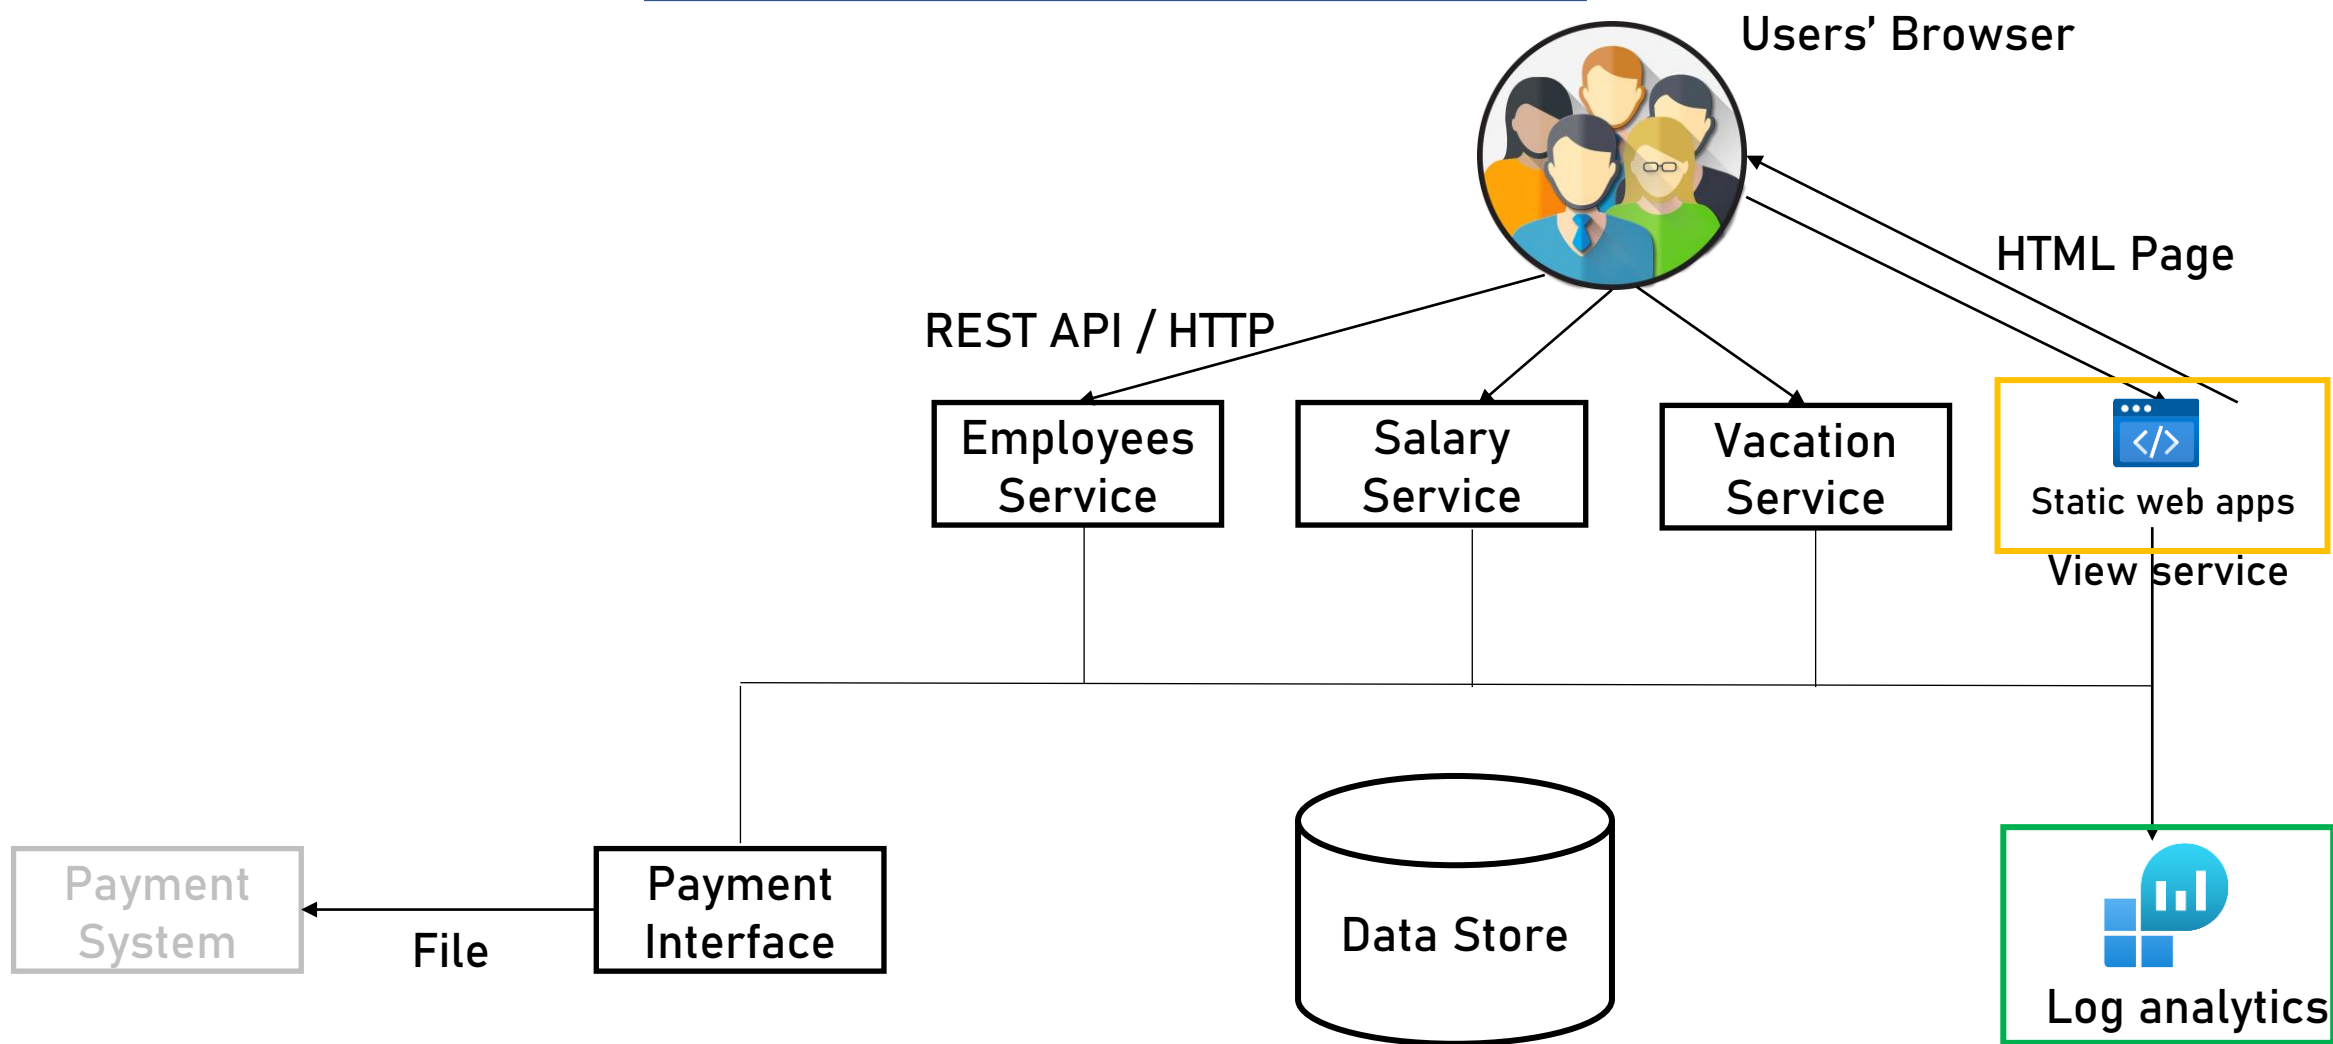 Users’ Browser
HTML Page
REST API / HTTP
Employees
Service
Salary
Service
Vacation
Service
Static web apps
View service
Payment
System
File
Payment
Interface
Data Store
Log analytics